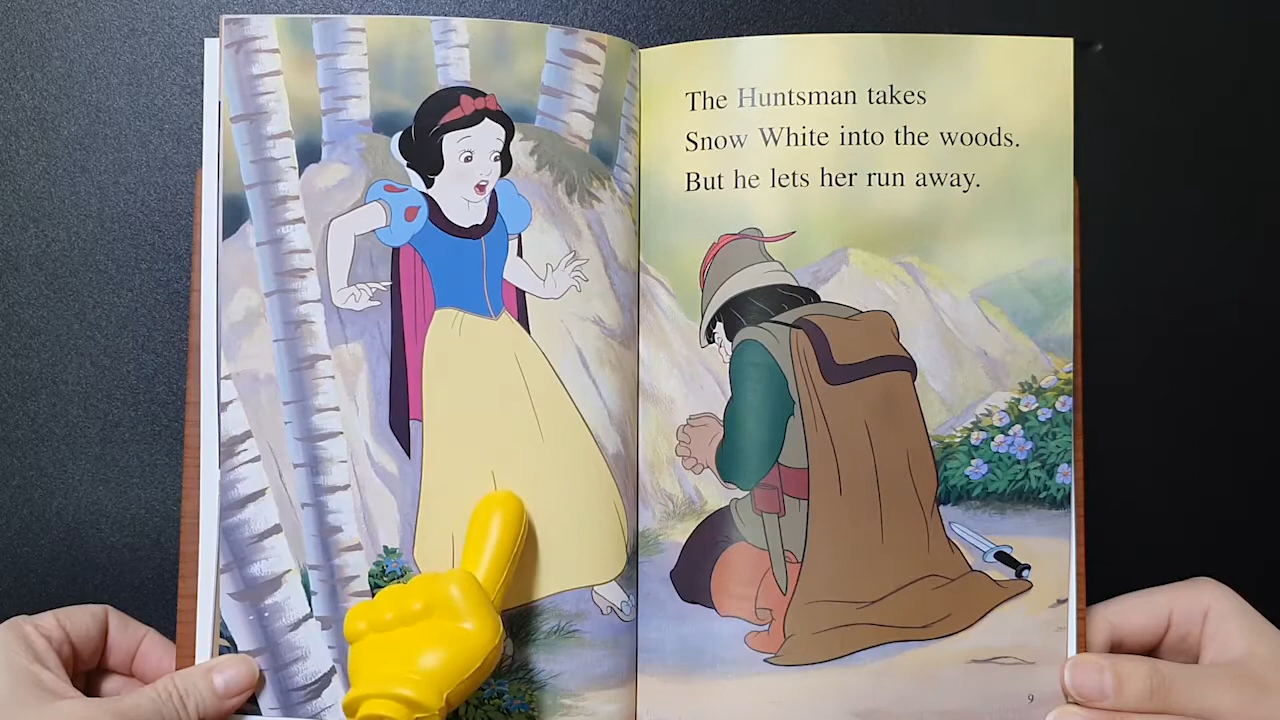 The Huntsman takes
Snow White into the woods.
But he lets her run away.
9